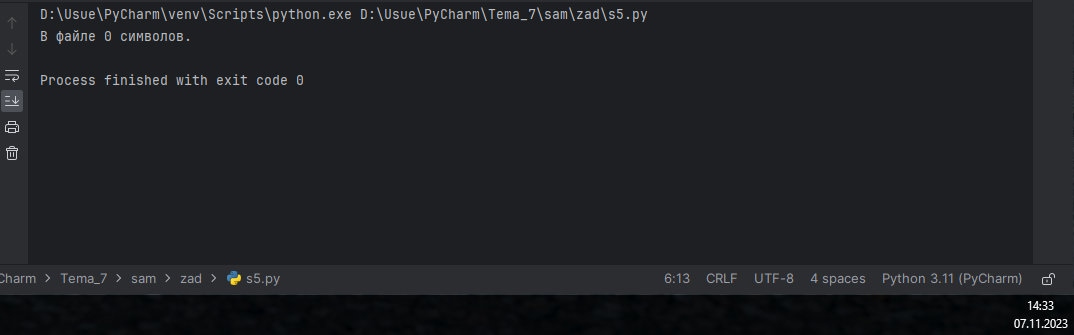 D:\Usue\PyCharm\venv\Scripts\python.exe D:\Usue\PyCharm\Tema_7\sam\zad\s5.py
В файле 0 символов.
Process finished with exit code 0
Charm > Tema_7 > sam > zad > s5.py 6:13 CRLF UTF-8 4 spaces Python 3.11 (PyCharm)
14:33
07.11.2023